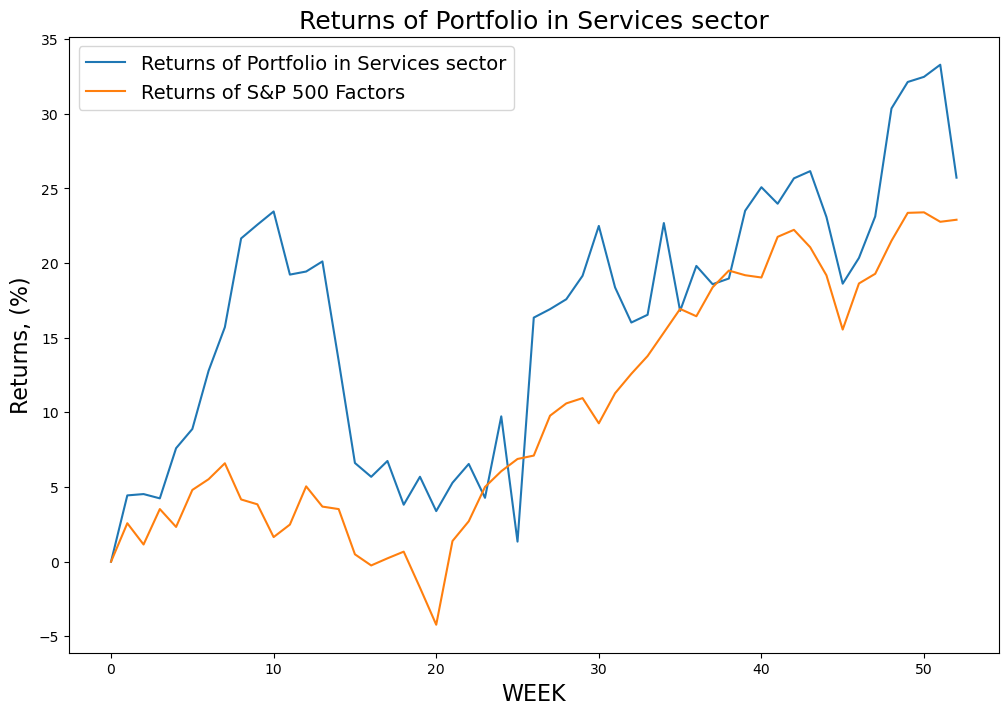 Returns of Portfolio in Services sector
Returns of Portfolio in Services sector
Returns of S&P 500 Factors
35
30
25
20
15
10
5
0
−5
Returns, (%)
0 10 20 30 40 50
WEEK